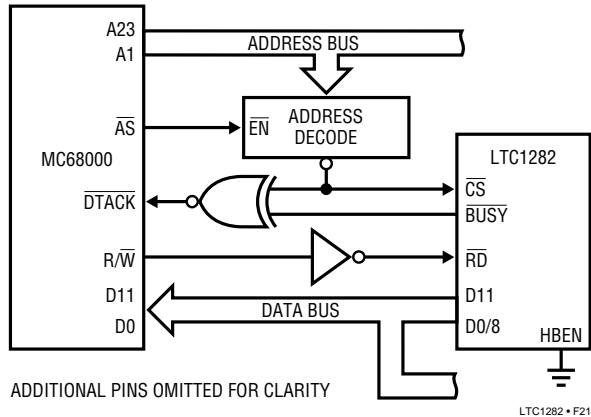 A23
A1
ADDRESS BUS
AS
EN
ADDRESS
DECODE
MC68000
LTC1282
CS
DTACK
BUSY
R/W
RD
D11
D0
DATA BUS
D11
D0/8
HBEN
ADDITIONAL PINS OMITTED FOR CLARITY
LTC1282 • F21